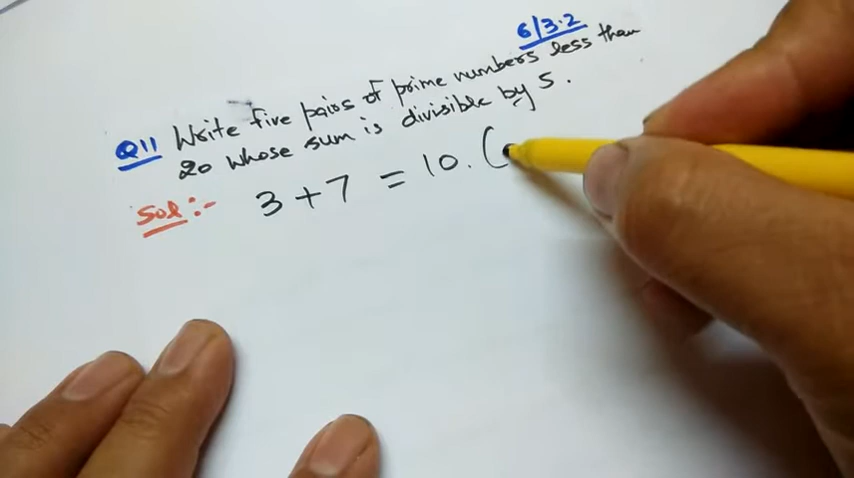 6/3.2
Q11 Write five pairs of prime numbers less than
20 whose sum is divisible by 5.
Sol:- 3 + 7 = 10. (